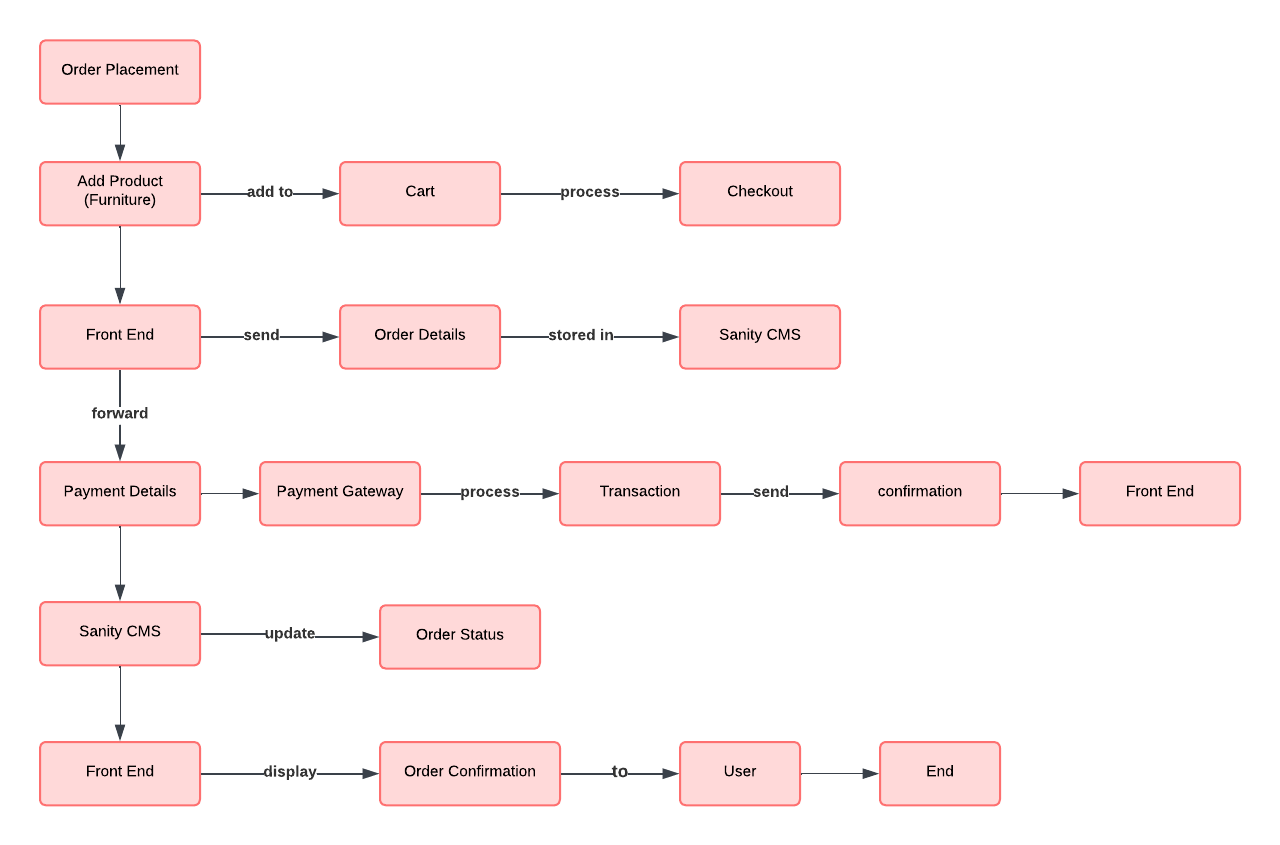 Order Placement
Add Product
(Furniture)
add to
Cart
process
Checkout
Front End
send
Order Details
stored in
Sanity CMS
forward
Payment Details
Payment Gateway
process
Transaction
send
confirmation
Front End
Sanity CMS
update
Order Status
Front End
display
Order Confirmation
to
User
End